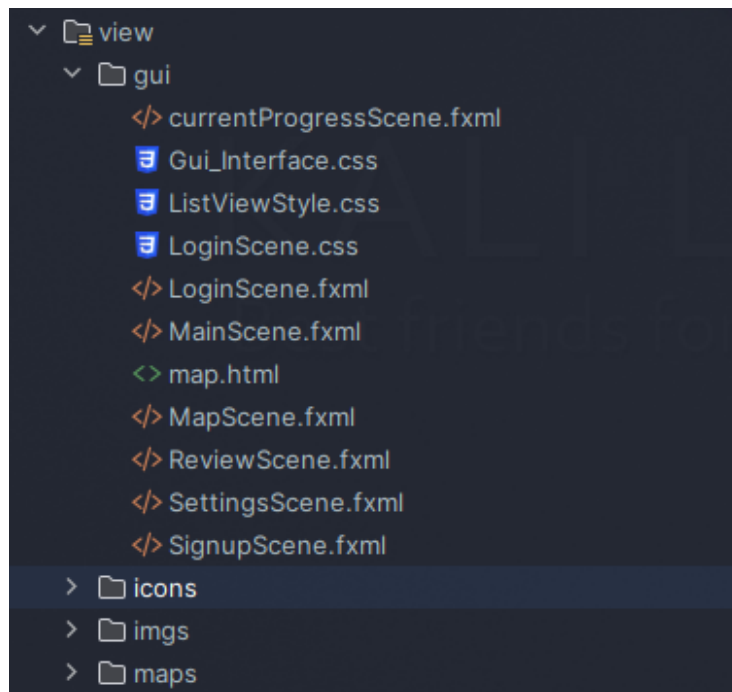 view
gui
currentProgressScene.fxml
Gui_Interface.css
ListViewStyle.css
LoginScene.css
LoginScene.fxml
MainScene.fxml
map.html
MapScene.fxml
ReviewScene.fxml
SettingsScene.fxml
SignupScene.fxml
icons
imgs
maps